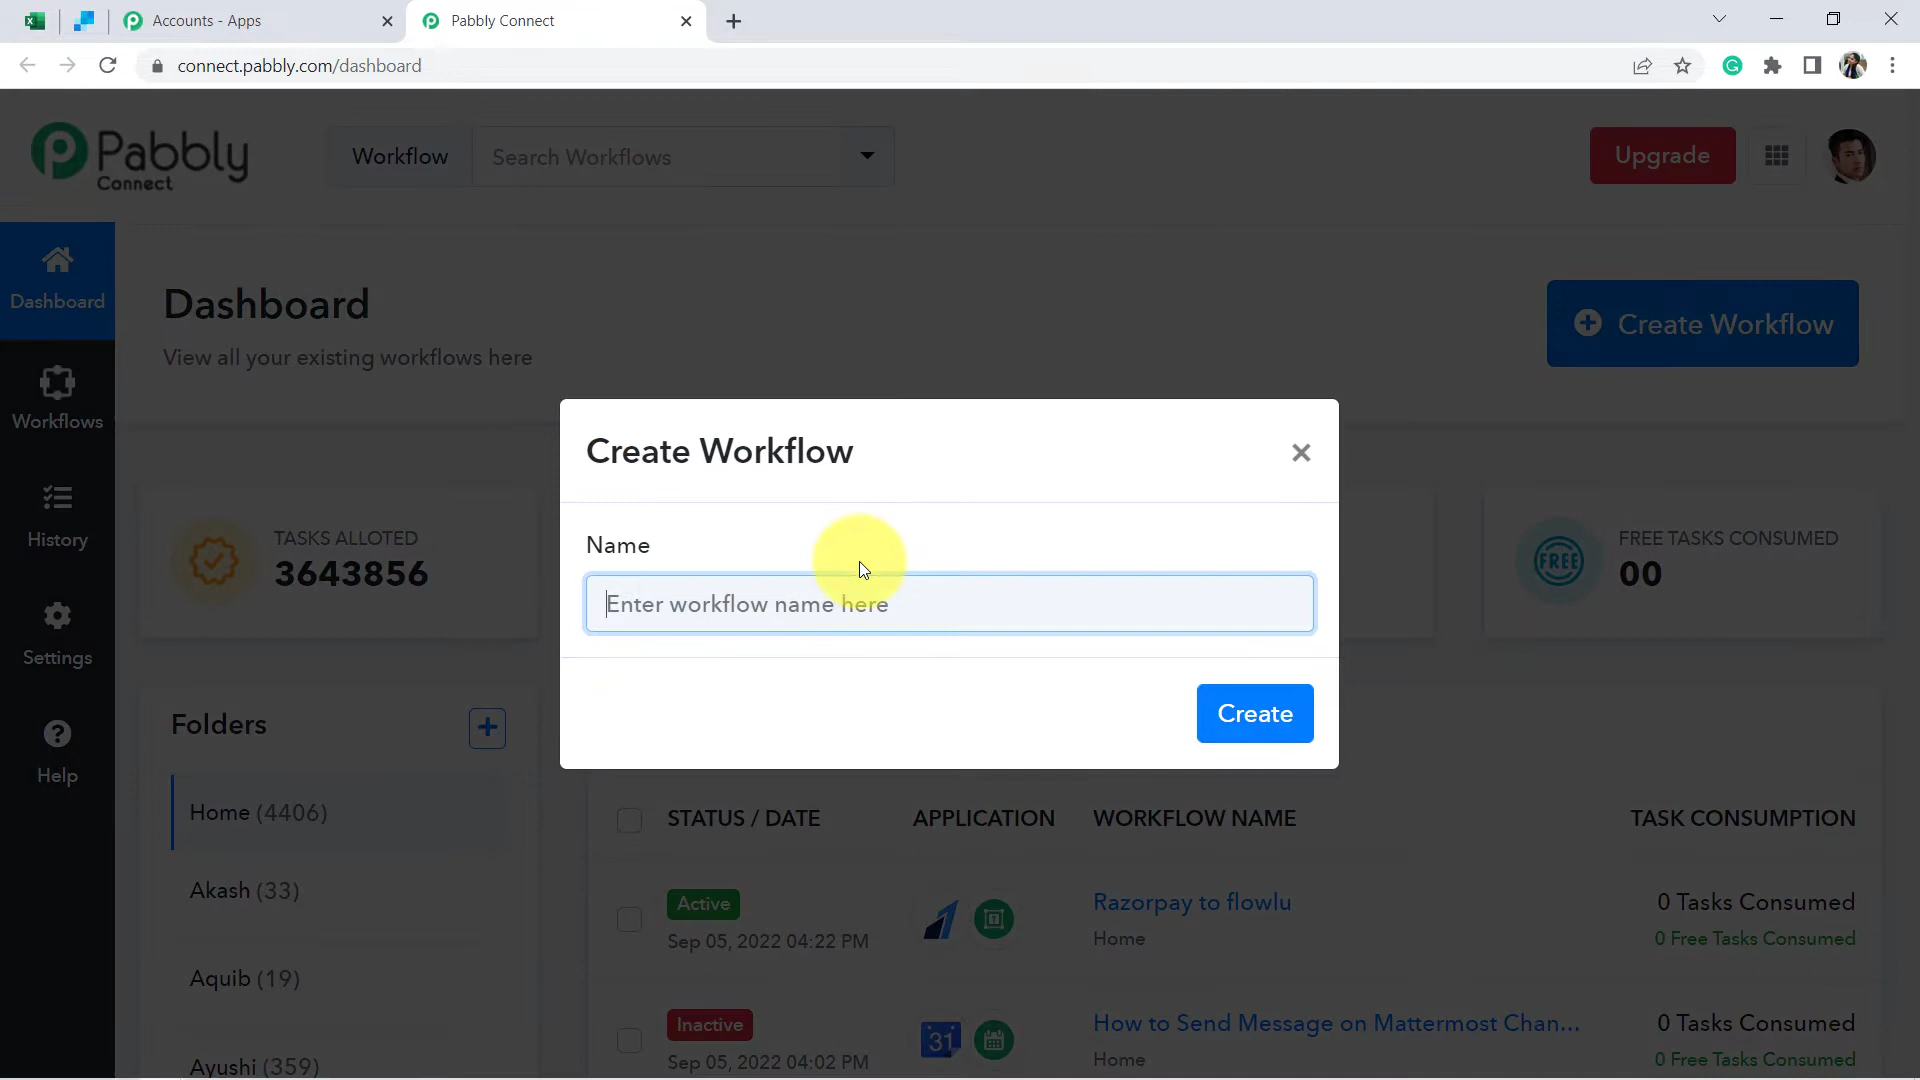 Accounts - Apps
Pabbly Connect
connect.pabbly.com/dashboard
Pabbly
Connect
Workflow
Search Workflows
Upgrade
Dashboard
Dashboard
View all your existing workflows here
Create Workflow
Workflows
Create Workflow
Name
Enter workflow name here
Create
History
TASKS ALLOTED
3643856
FREE
FREE TASKS CONSUMED
00
Settings
Help
Folders
Home (4406)
Akash (33)
Aquib (19)
Ayushi (359)
STATUS / DATE
APPLICATION
WORKFLOW NAME
TASK CONSUMPTION
Active
Sep 05, 2022 04:22 PM
Razorpay to flowlu
Home
0 Tasks Consumed
0 Free Tasks Consumed
Inactive
Sep 05, 2022 04:02 PM
31
How to Send Message on Mattermost Chan...
Home
0 Tasks Consumed
0 Free Tasks Consumed